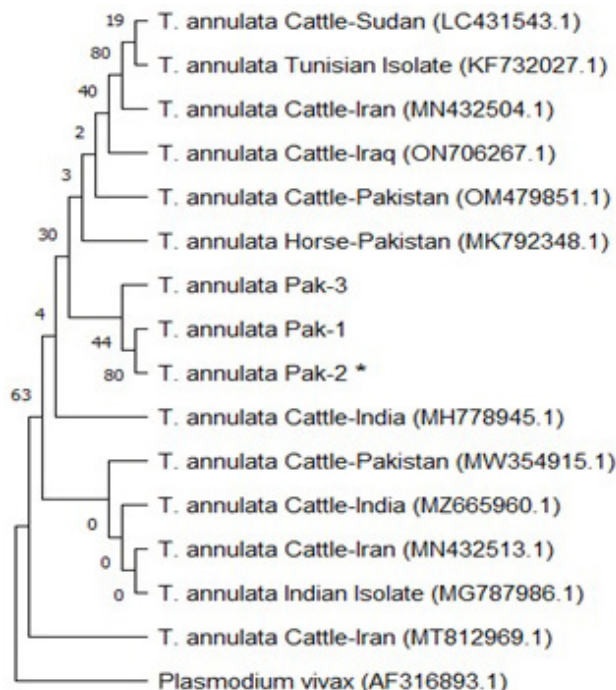 19
T. annulata Cattle-Sudan (LC431543.1)
80
T. annulata Tunisian Isolate (KF732027.1)
40
T. annulata Cattle-Iran (MN432504.1)
2
T. annulata Cattle-Iraq (ON706267.1)
3
T. annulata Cattle-Pakistan (OM479851.1)
30
T. annulata Horse-Pakistan (MK792348.1)
T. annulata Pak-3
4
T. annulata Pak-1
44
T. annulata Pak-2 *
80
63
T. annulata Cattle-India (MH778945.1)
T. annulata Cattle-Pakistan (MW354915.1)
T. annulata Cattle-India (MZ665960.1)
0
T. annulata Cattle-Iran (MN432513.1)
0
T. annulata Indian Isolate (MG787986.1)
0
T. annulata Cattle-Iran (MT812969.1)
Plasmodium vivax (AF316893.1)